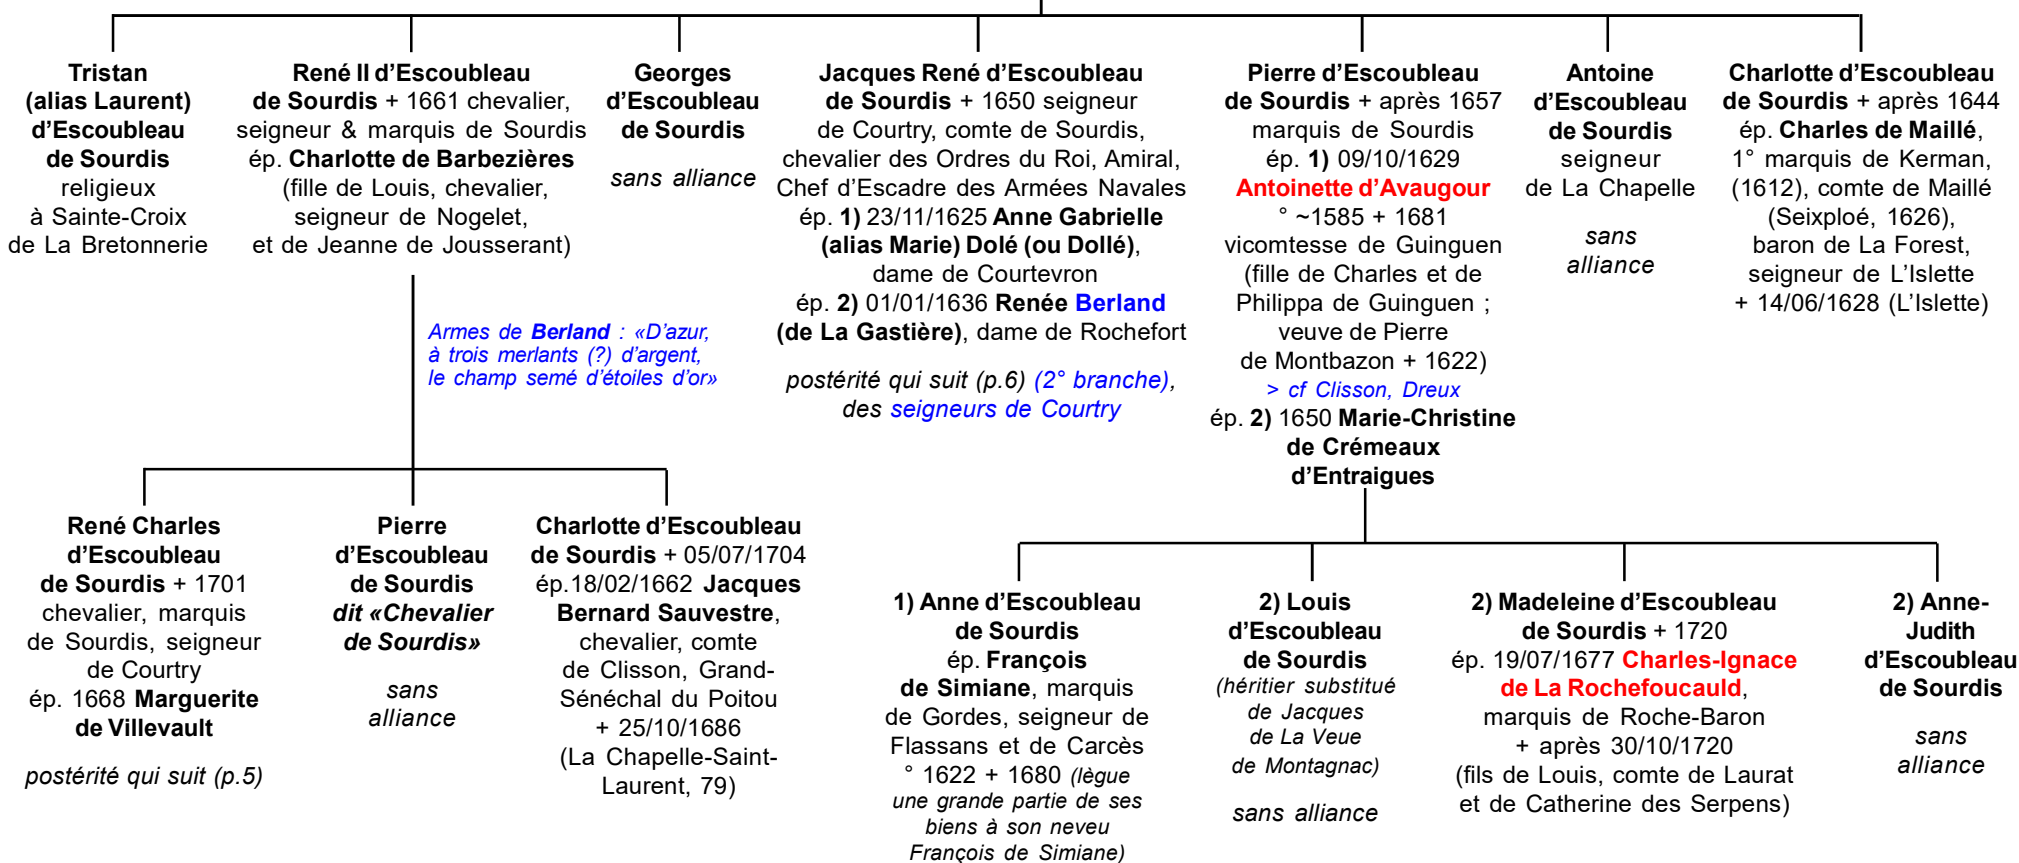 Tristan
(alias Laurent)
d’Escoubleau
de Sourdis
religieux
à Sainte-Croix
de La Bretonnerie
René II d’Escoubleau
de Sourdis + 1661 chevalier,
seigneur & marquis de Sourdis
ép. Charlotte de Barbezières
(fille de Louis, chevalier,
seigneur de Nogelet,
et de Jeanne de Jousserant)
Georges
d’Escoubleau
de Sourdis
sans alliance
Jacques René d’Escoubleau
de Sourdis + 1650 seigneur
de Courtry, comte de Sourdis,
chevalier des Ordres du Roi, Amiral,
Chef d’Escadre des Armées Navales
ép. 1) 23/11/1625 Anne Gabrielle
(alias Marie) Dolé (ou Dollé),
dame de Courtevron
ép. 2) 01/01/1636 Renée Berland
(de La Gastière), dame de Rochefort
postérité qui suit (p.6) (2° branche),
des seigneurs de Courtry
Pierre d’Escoubleau
de Sourdis + après 1657
marquis de Sourdis
ép. 1) 09/10/1629
Antoinette d’Avaugour
° ~1585 + 1681
vicomtesse de Guinguen
(fille de Charles et de
Philippa de Guinguen ;
veuve de Pierre
de Montbazon + 1622)
> cf Clisson, Dreux
ép. 2) 1650 Marie-Christine
de Crémeaux
d’Entraigues
Antoine
d’Escoubleau
de Sourdis
seigneur
de La Chapelle
sans
alliance
Charlotte d’Escoubleau
de Sourdis + après 1644
ép. Charles de Maillé,
1° marquis de Kerman,
(1612), comte de Maillé
(Seixploé, 1626),
baron de La Forest,
seigneur de L’Islette
+ 14/06/1628 (L’Islette)
Armes de Berland : «D’azur,
à trois merlants (?) d’argent,
le champ semé d’étoiles d’or»
René Charles
d’Escoubleau
de Sourdis + 1701
chevalier, marquis
de Sourdis, seigneur
de Courtry
ép. 1668 Marguerite
de Villevault
postérité qui suit (p.5)
Pierre
d’Escoubleau
de Sourdis
dit «Chevalier
de Sourdis»
sans
alliance
Charlotte d’Escoubleau
de Sourdis + 05/07/1704
ép.18/02/1662 Jacques
Bernard Sauvestre,
chevalier, comte
de Clisson, Grand-
Sénéchal du Poitou
+ 25/10/1686
(La Chapelle-Saint-
Laurent, 79)
1) Anne d’Escoubleau
de Sourdis
ép. François
de Simiane, marquis
de Gordes, seigneur de
Flassans et de Carcès
° 1622 + 1680 (lègue
une grande partie de ses
biens à son neveu
François de Simiane)
2) Louis
d’Escoubleau
de Sourdis
(héritier substitué
de Jacques
de La Veue
de Montagnac)
sans alliance
2) Madeleine d’Escoubleau
de Sourdis + 1720
ép. 19/07/1677 Charles-Ignace
de La Rochefoucauld,
marquis de Roche-Baron
+ après 30/10/1720
(fils de Louis, comte de Laurat
et de Catherine des Serpens)
2) Anne-
Judith
d’Escoubleau
de Sourdis
sans
alliance